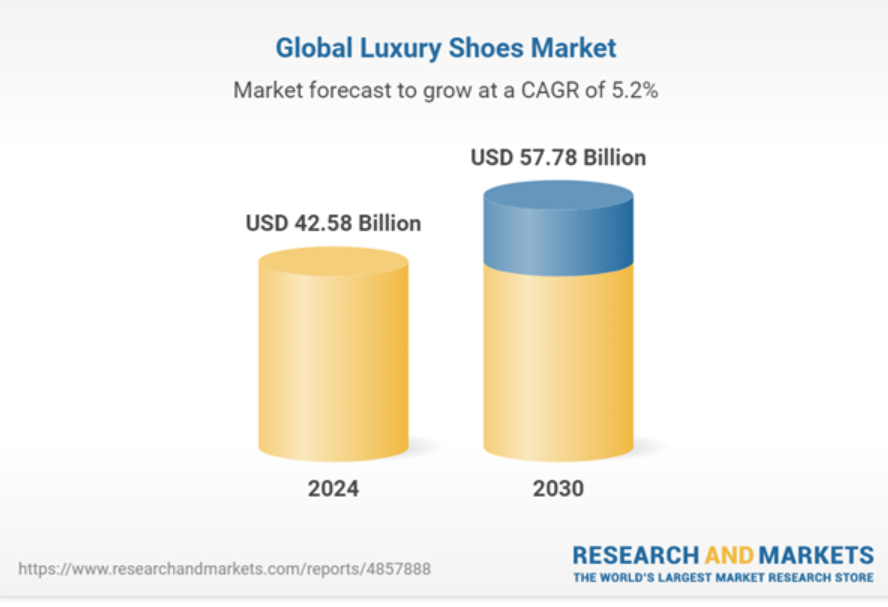 Global Luxury Shoes Market
Market forecast to grow at a CAGR of 5.2%
USD 57.78 Billion
USD 42.58 Billion
2024
2030
https://www.researchandmarkets.com/reports/4857888
RESEARCH AND MARKETS
THE WORLD'S LARGEST MARKET RESEARCH STORE